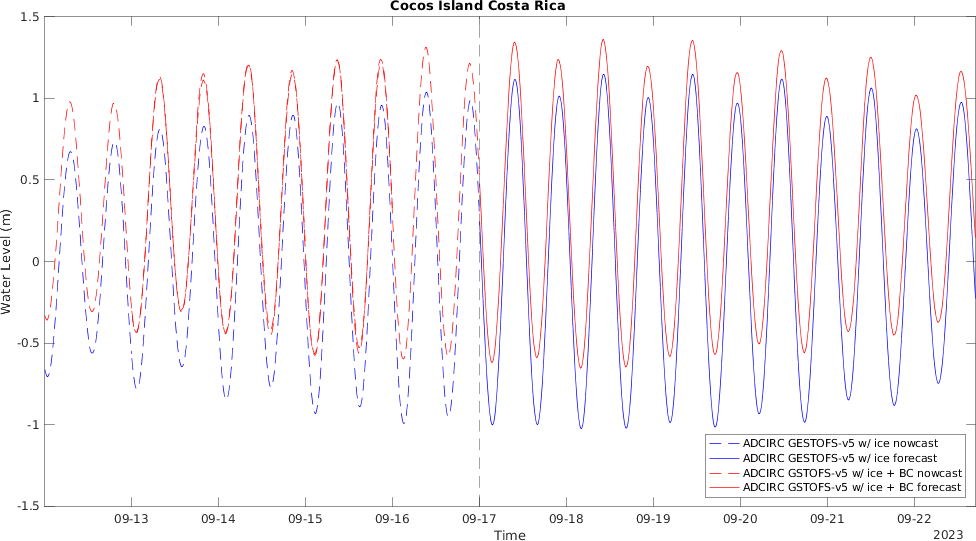 Cocos Island Costa Rica
1.5
1
0.5
0
-0.5
-1
-1.5
Water Level (m)
ADCIRC GESTOFS-v5 w/ ice nowcast
ADCIRC GESTOFS-v5 w/ ice forecast
ADCIRC GSTOFS-v5 w/ ice + BC nowcast
ADCIRC GSTOFS-v5 w/ ice + BC forecast
09-13 09-14 09-15 09-16 09-17 09-18 09-19 09-20 09-21 09-22
Time
2023